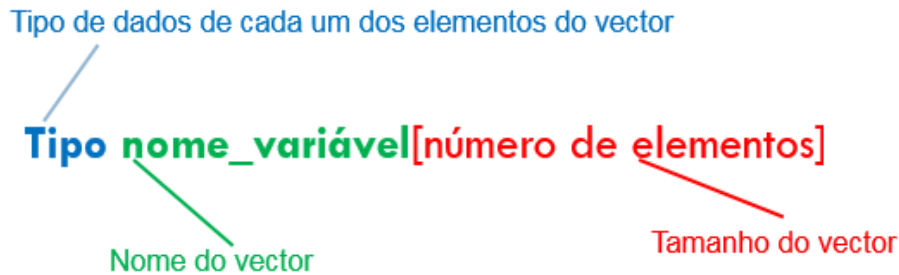 Tipo de dados de cada um dos elementos do vector
Tipo nome_variável[número de elementos]
Tamanho do vector
Nome do vector